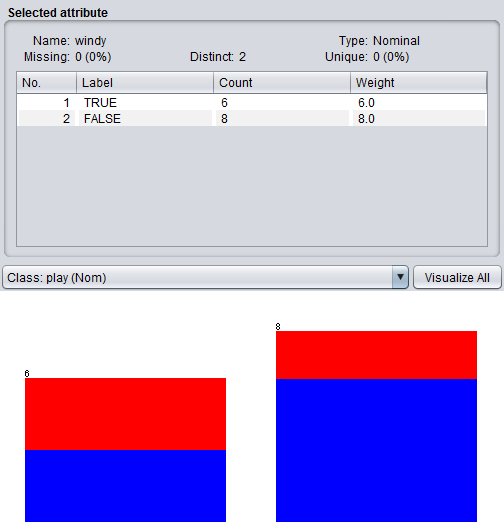 Selected attribute
Name: windy Type: Nominal
Missing: 0 (0%) Distinct: 2 Unique: 0 (0%)
No. Label Count Weight
1 TRUE 6 6.0
2 FALSE 8 8.0
Class: play (Nom) Visualize All
8
6